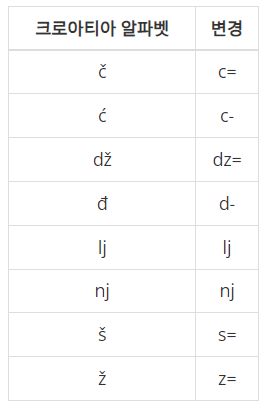 크로아티아 알파벳 변경
č c=
ć c-
dž dz=
đ d-
lj lj
nj nj
š s=
ž z=